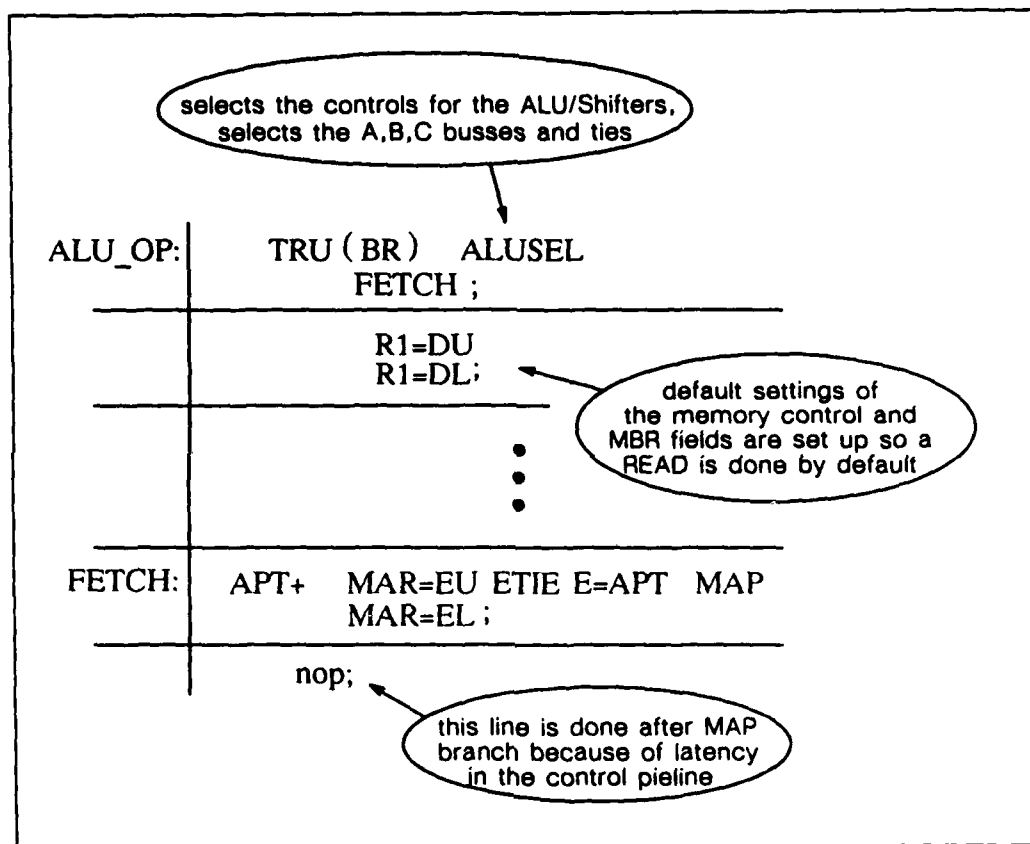 selects the controls for the ALU/Shifters,
selects the A,B,C busses and ties
ALU_OP: TRU ( BR ) ALUSEL
FETCH ;
R1=DU
R1=DL;
default settings of
the memory control and
MBR fields are set up so a
READ is done by default
FETCH: APT+ MAR=EU ETIE E=APT MAP
MAR=EL ;
nop;
this line is done after MAP
branch because of latency
in the control pieline